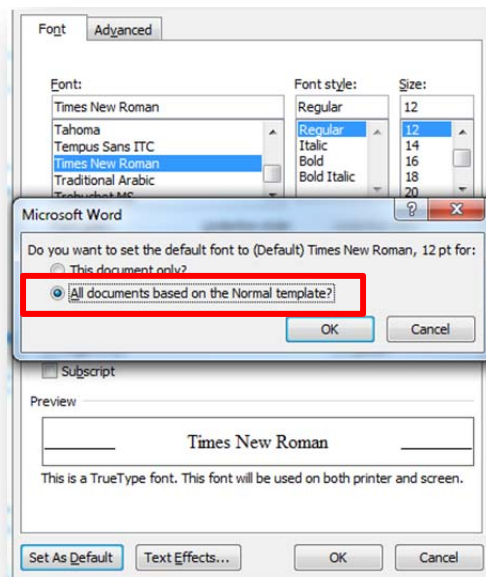 Font Advanced
Font: Font style: Size:
Times New Roman Regular 12
Tahoma Regular 12
Tempus Sans ITC Italic 14
Times New Roman Bold 16
Traditional Arabic Bold Italic 18
Trebuchet MS 20
Microsoft Word
Do you want to set the default font to (Default) Times New Roman, 12 pt for:
This document only?
All documents based on the Normal template?
OK Cancel
Subscript
Preview
Times New Roman
This is a TrueType font. This font will be used on both printer and screen.
Set As Default Text Effects... OK Cancel